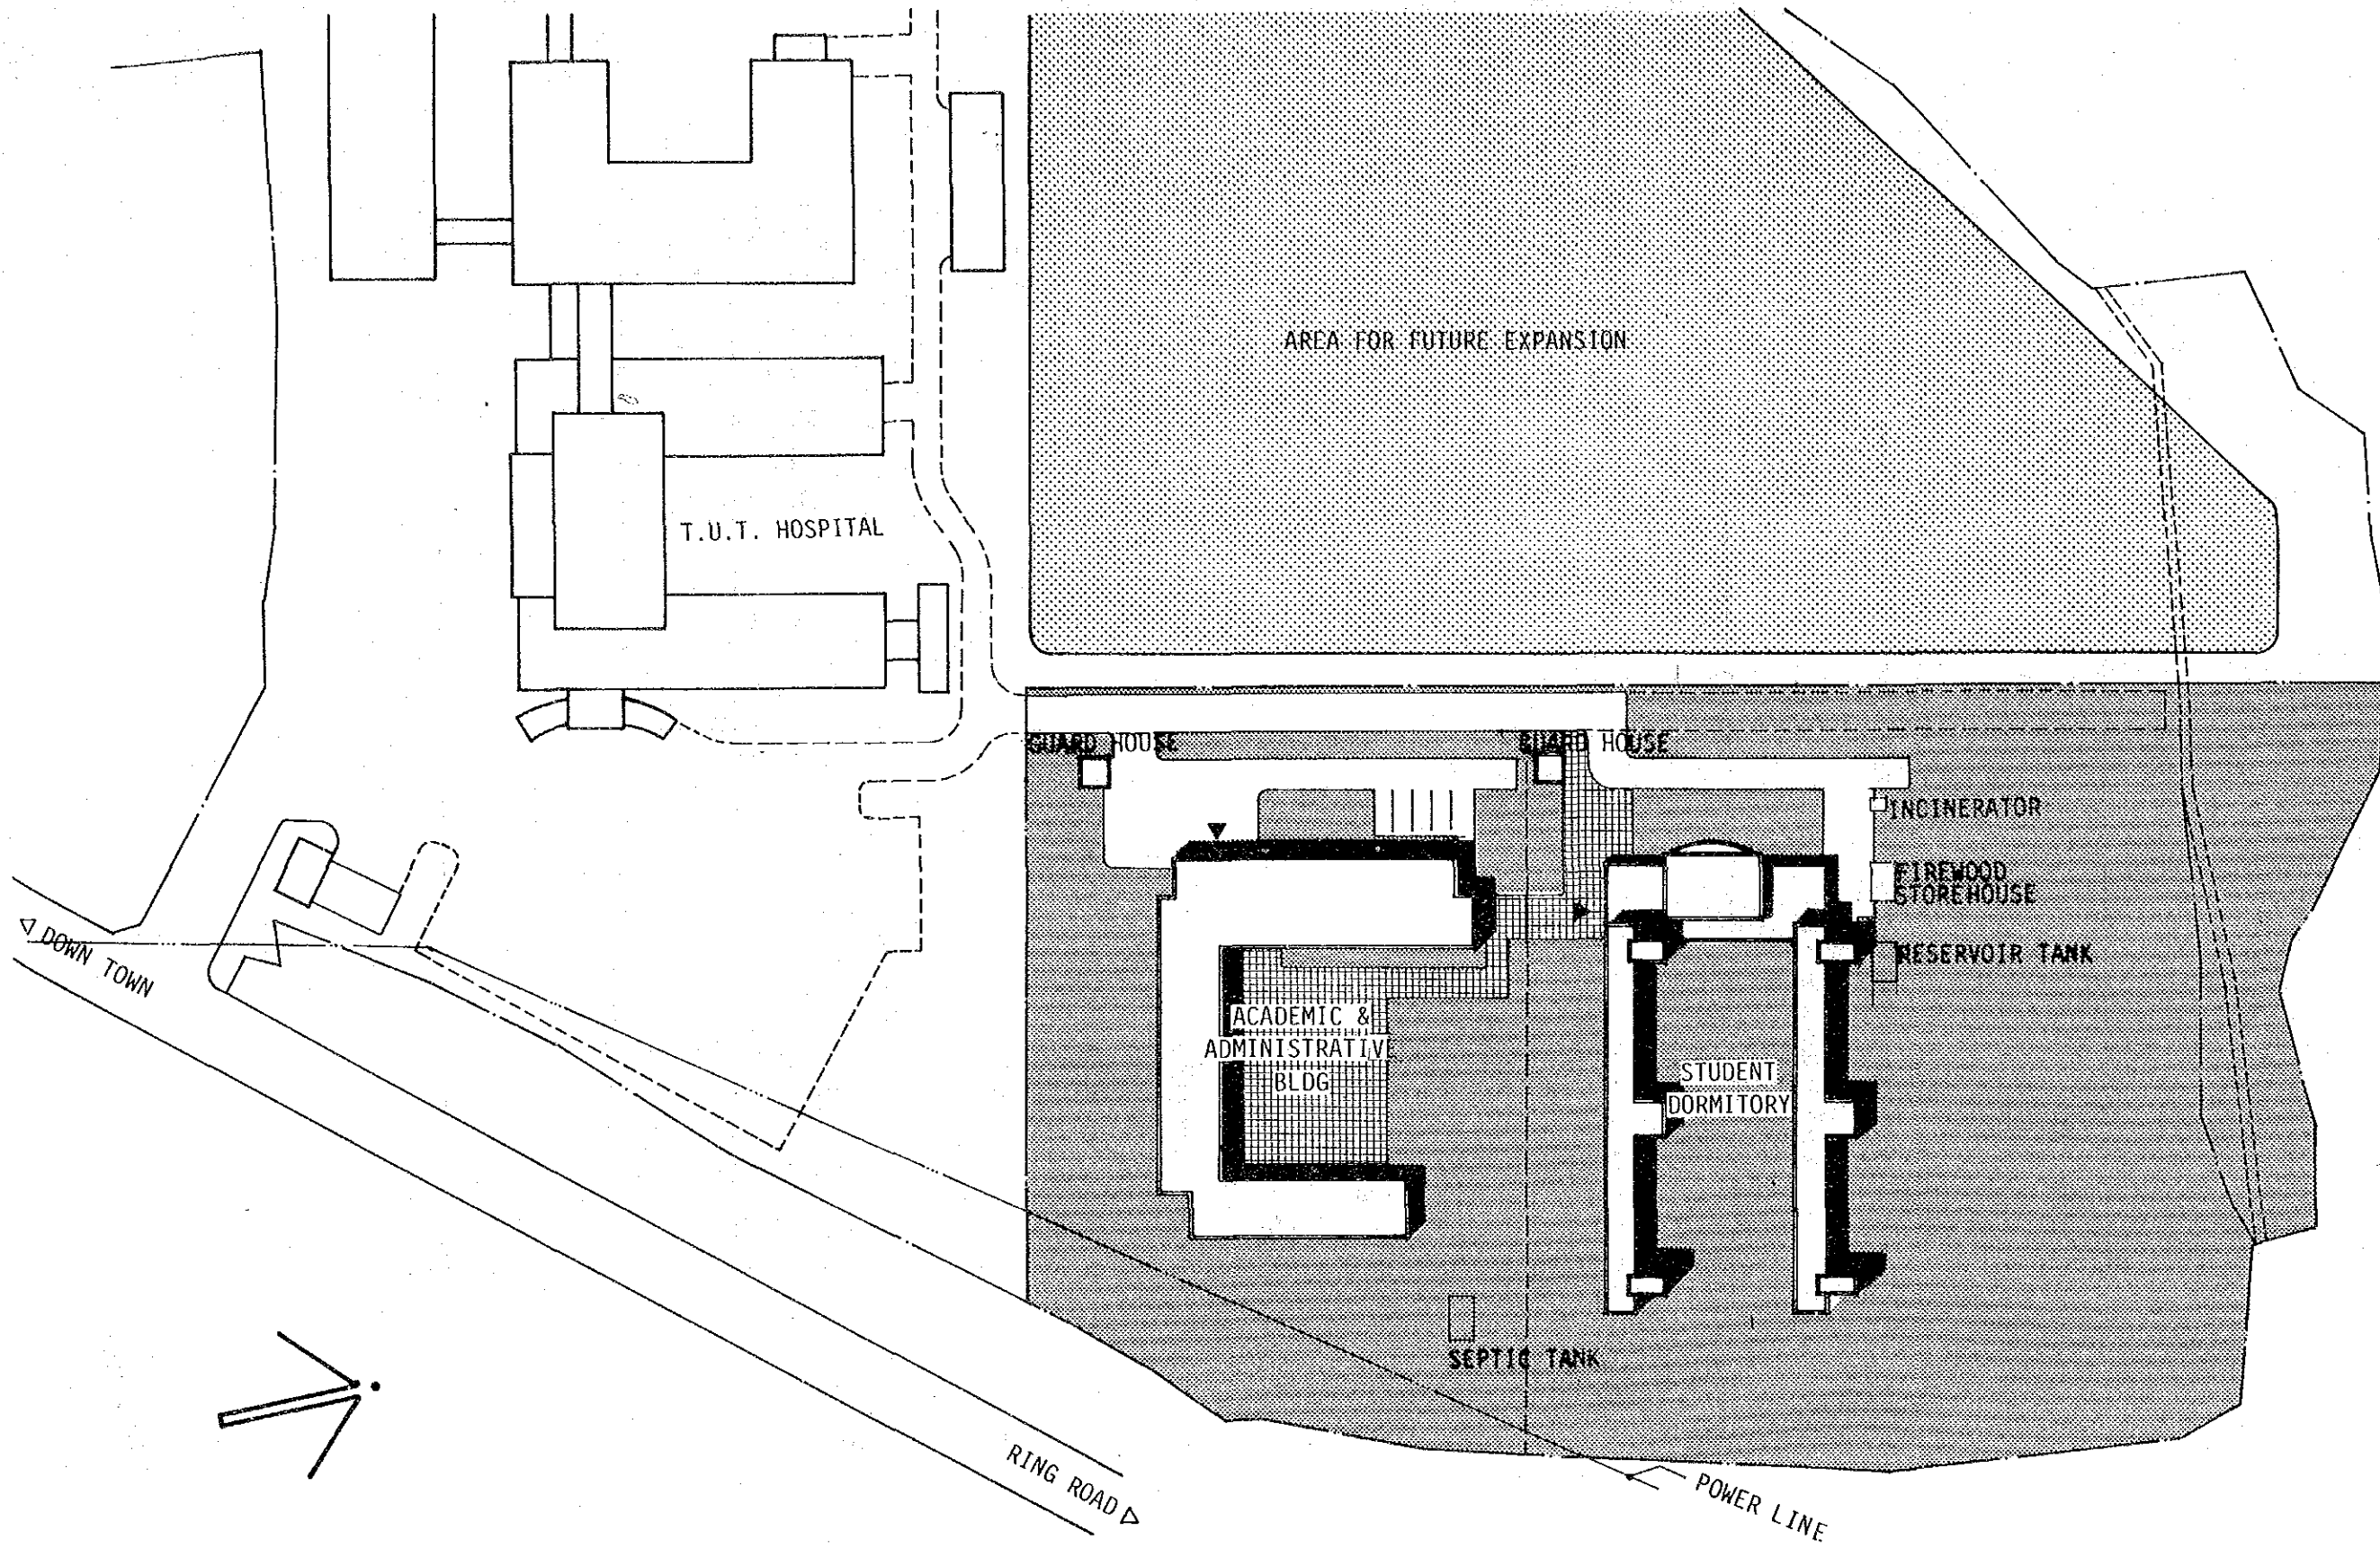 AREA FOR FUTURE EXPANSION
T.U.T. HOSPITAL
GUARD HOUSE
GUARD HOUSE
INCINERATOR
FIREWOOD
STOREHOUSE
DOWN TOWN
RESERVOIR TANK
ACADEMIC &
ADMINISTRATIVE
BLDG
STUDENT
DORMITORY
SEPTIC TANK
RING ROAD
POWER LINE